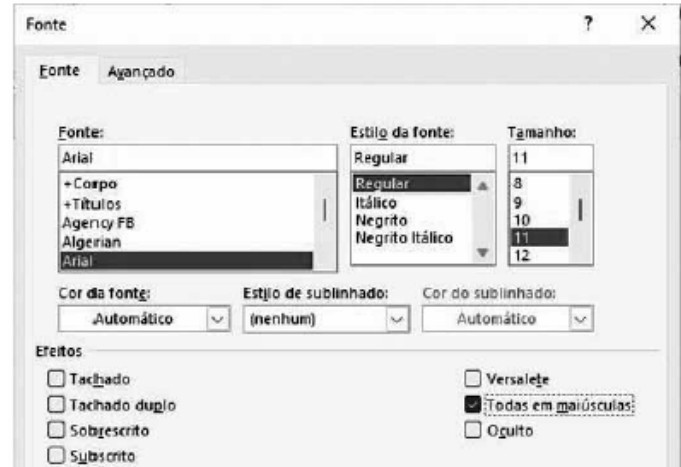 Fonte ? ×
Fonte Avançado
Fonte: Estilo da fonte: Tamanho:
Arial Regular 11
+Corpo Regular 8
+Títulos Itálico 9
Agency FB Negrito 10
Algerian Negrito Itálico 11
Arial 12
Cor da fonte: Estilo de sublinhado: Cor do sublinhado:
Automático (nenhum) Automático
Efeitos
Tachado Versalete
Tachado duplo Todas em maiúsculas
Sobrescrito Oculto
Subscrito